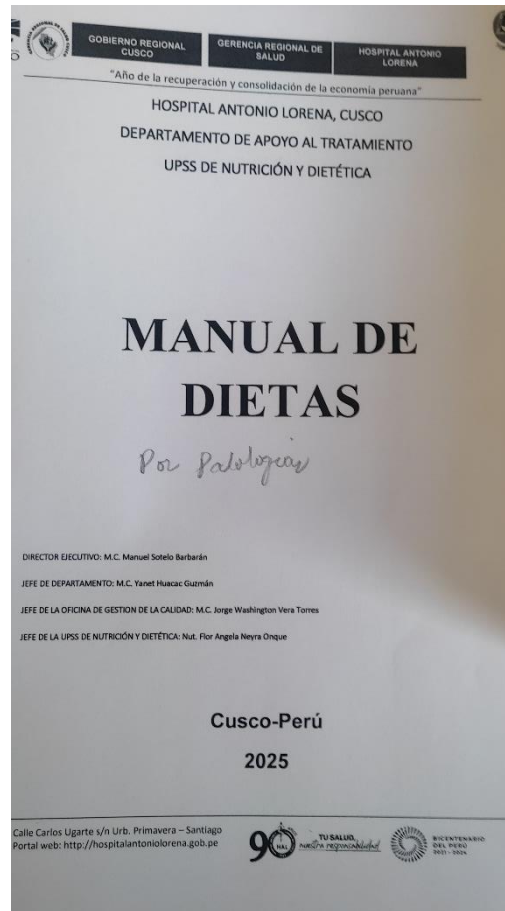 GOBIERNO REGIONAL
CUSCO
GERENCIA REGIONAL DE
SALUD
HOSPITAL ANTONIO
LORENA
"Año de la recuperación y consolidación de la economía peruana"
HOSPITAL ANTONIO LORENA, CUSCO
DEPARTAMENTO DE APOYO AL TRATAMIENTO
UPSS DE NUTRICIÓN Y DIETÉTICA
MANUAL DE
DIETAS
Por Patologías
DIRECTOR EJECUTIVO: M.C. Manuel Sotelo Barbarán
JEFE DE DEPARTAMENTO: M.C. Yanet Huacac Guzmán
JEFE DE LA OFICINA DE GESTION DE LA CALIDAD: M.C. Jorge Washington Vera Torres
JEFE DE LA UPSS DE NUTRICIÓN Y DIETÉTICA: Nut. Flor Angela Neyra Onque
Cusco-Perú
2025
Calle Carlos Ugarte s/n Urb. Primavera – Santiago
Portal web: http://hospitalantoniolorena.gob.pe
90
HAL
TU SALUD,
nuestra responsabilidad
BICENTENARIO
DEL PERÚ
2021 - 2024